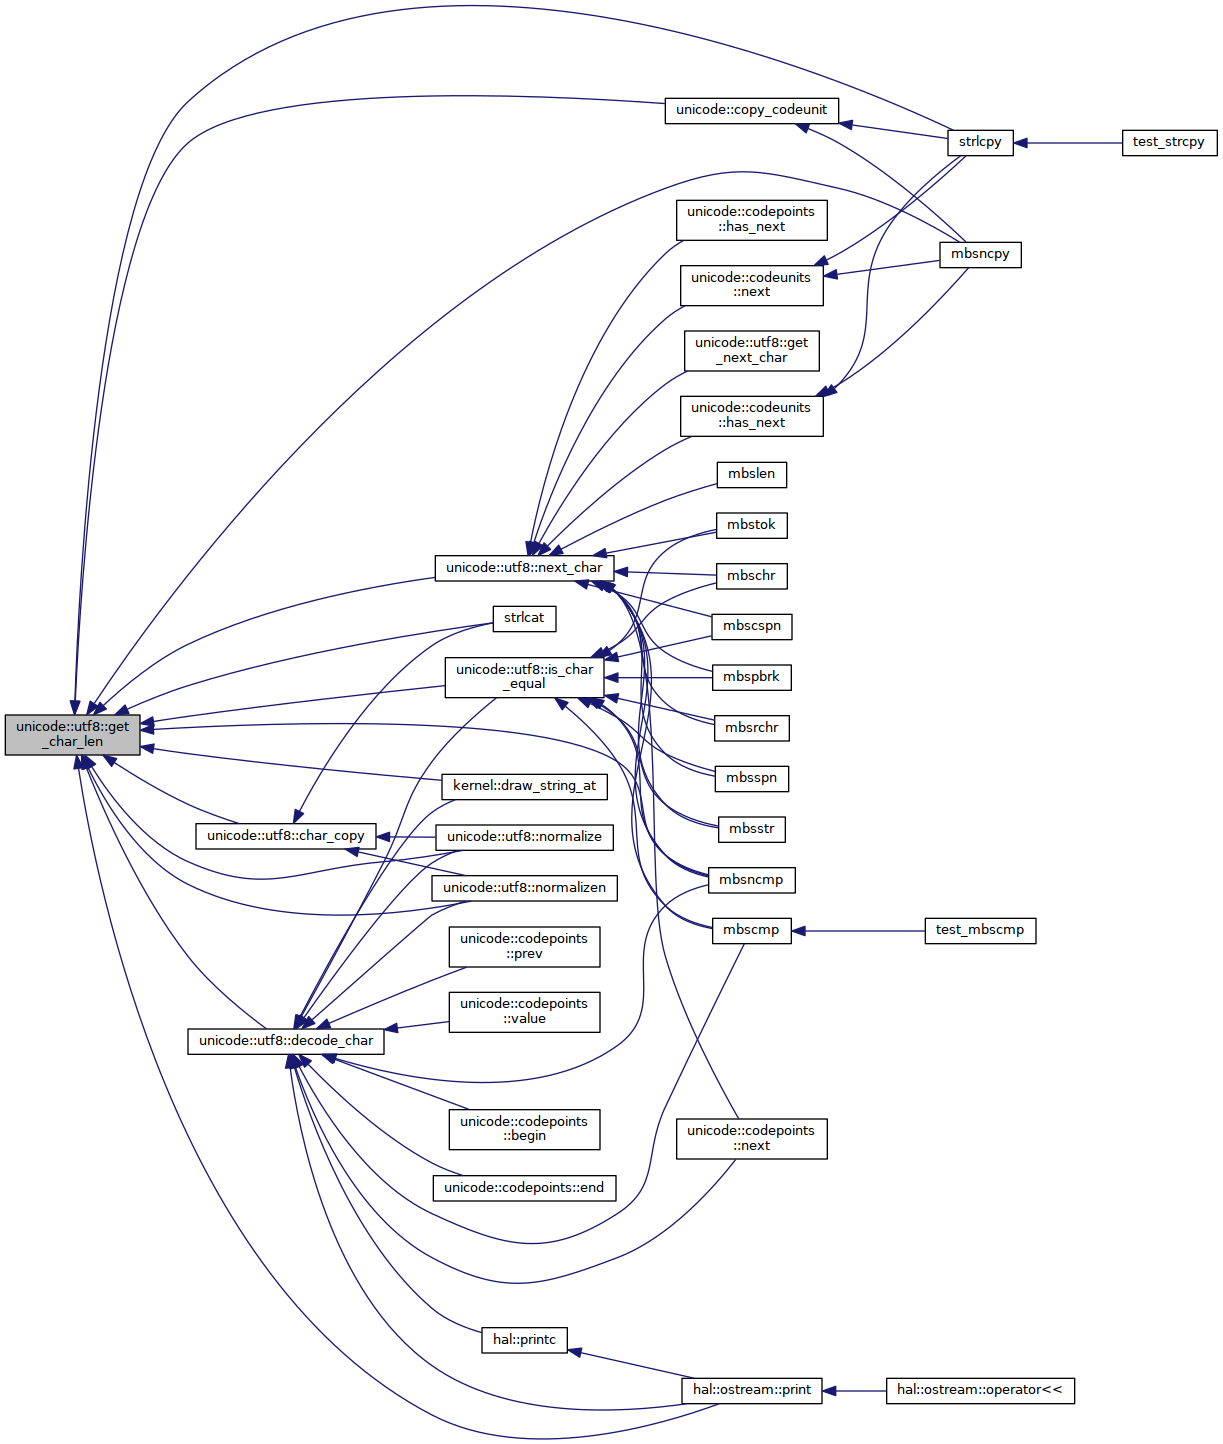 unicode::copy_codeunit
strlcpy
test_strcpy
unicode::codepoints
::has_next
mbsncpy
unicode::codeunits
::next
unicode::utf8::get
_next_char
unicode::codeunits
::has_next
mbslen
mbstok
unicode::utf8::next_char
mbschr
strlcat
mbscspn
unicode::utf8::is_char
_equal
mbspbrk
unicode::utf8::get
_char_len
mbsrchr
kernel::draw_string_at
mbsspn
unicode::utf8::char_copy
unicode::utf8::normalize
mbsstr
unicode::utf8::normalizen
mbsncmp
unicode::codepoints
::prev
mbscmp
test_mbscmp
unicode::codepoints
::value
unicode::utf8::decode_char
unicode::codepoints
::begin
unicode::codepoints
::next
unicode::codepoints::end
hal::printc
hal::ostream::print
hal::ostream::operator<<